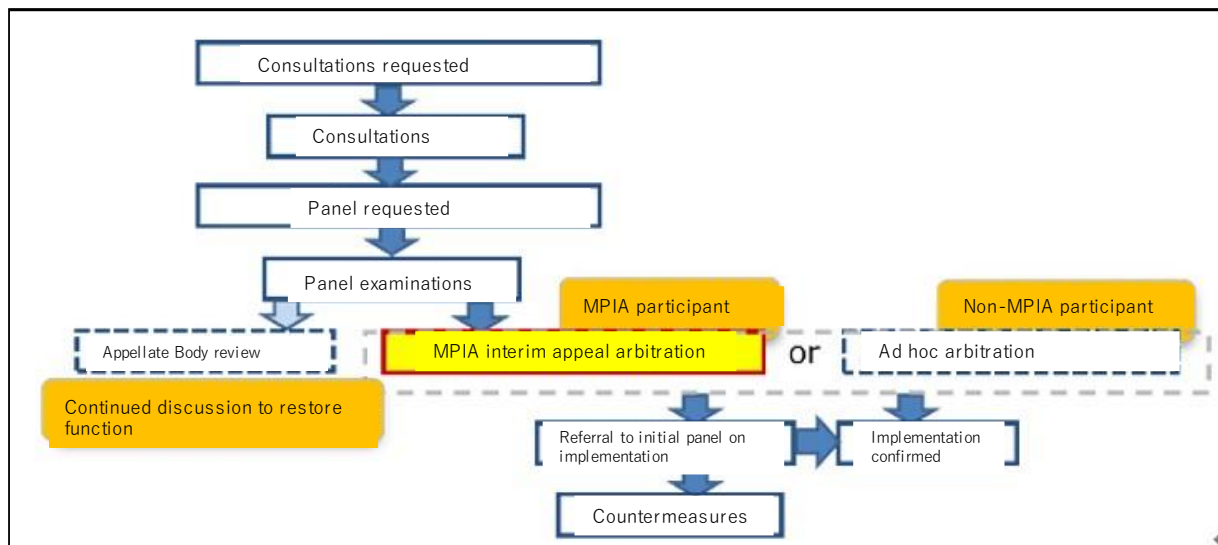 Consultations requested
Consultations
Panel requested
Panel examinations
MPIA participant
Non-MPIA participant
Appellate Body review
MPIA interim appeal arbitration
or
Ad hoc arbitration
Continued discussion to restore
function
Referral to initial panel on
implementation
Implementation
confirmed
Countermeasures